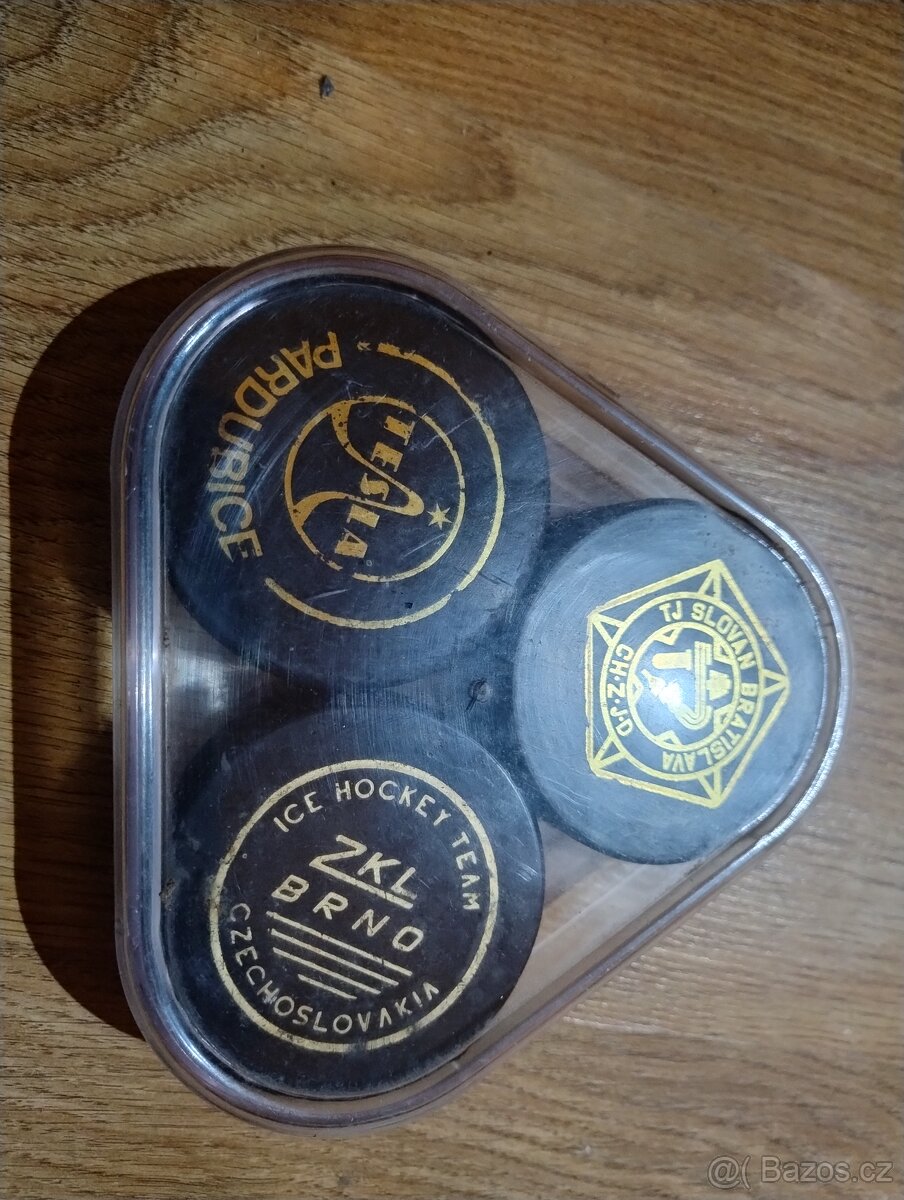 PARDUBICE
TESLA
TJ SLOVAN BRATISLAVA
CH·Z·J·D
ICE HOCKEY TEAM
ZKL
BRNO
CZECHOSLOVAKIA
@( Bazos.cz